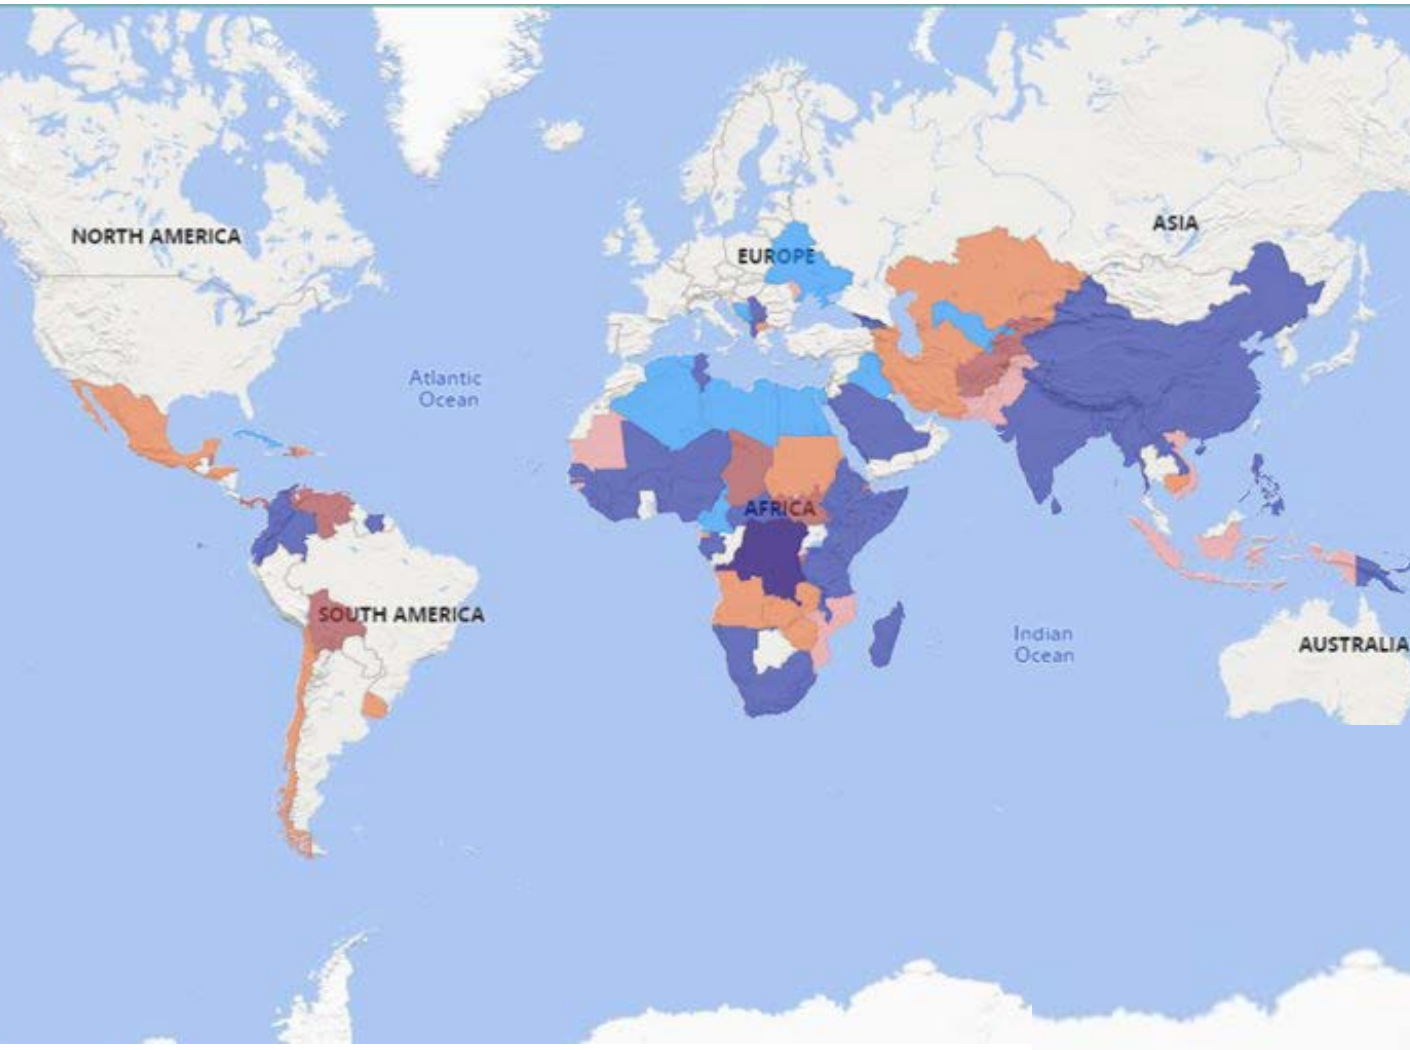 NORTH AMERICA
ASIA
EUROPE
Atlantic
Ocean
AFRICA
SOUTH AMERICA
Indian
Ocean
AUSTRALIA